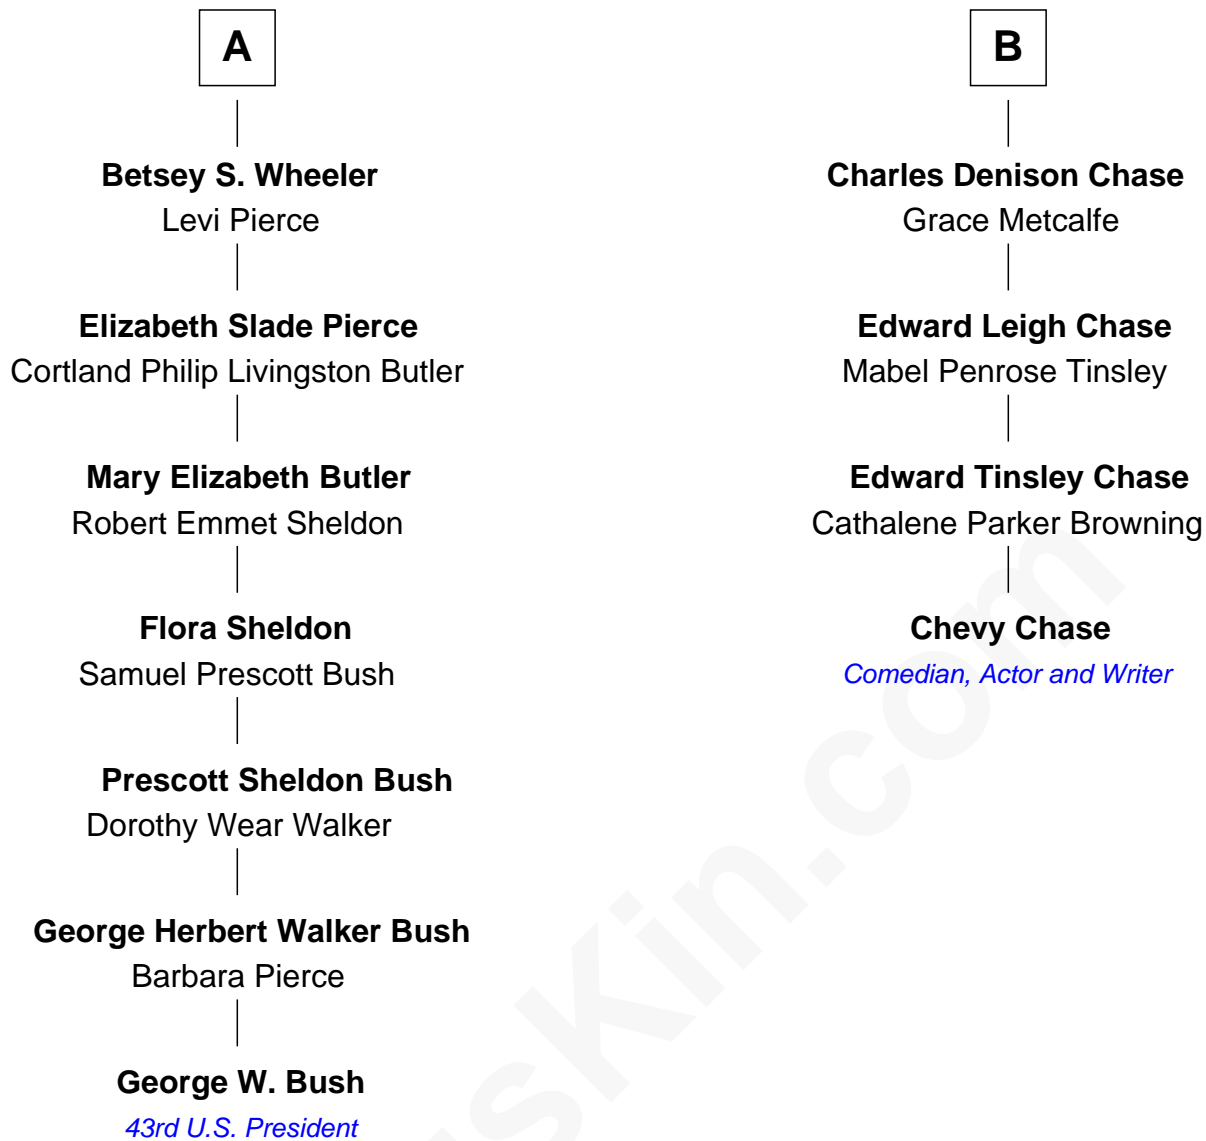 A
Betsey S. Wheeler
Levi Pierce
Elizabeth Slade Pierce
Cortland Philip Livingston Butler
Mary Elizabeth Butler
Robert Emmet Sheldon
Flora Sheldon
Samuel Prescott Bush
Prescott Sheldon Bush
Dorothy Wear Walker
George Herbert Walker Bush
Barbara Pierce
George W. Bush
43rd U.S. President
B
Charles Denison Chase
Grace Metcalfe
Edward Leigh Chase
Mabel Penrose Tinsley
Edward Tinsley Chase
Cathalene Parker Browning
Chevy Chase
Comedian, Actor and Writer